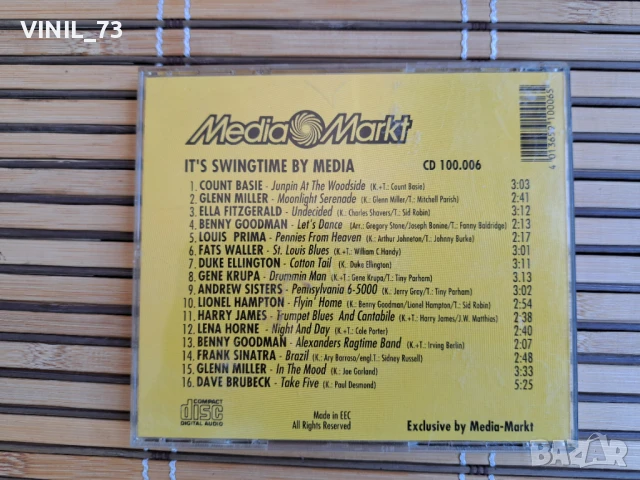 VINIL_73
Media Markt
IT'S SWINGTIME BY MEDIA CD 100.006
1. COUNT BASIE - Junpin At The Woodside (K.+T.: Count Basie) 3:03
2. GLENN MILLER - Moonlight Serenade (K.: Glenn Miller/T.: Mitchell Parish) 2:41
3. ELLA FITZGERALD - Undecided (K.: Charles Shavers/T.: Sid Robin) 3:12
4. BENNY GOODMAN - Let's Dance (Arr.: Gregory Stone/Joseph Bonine/T.: Fanny Baldridge) 2:13
5. LOUIS PRIMA - Pennies From Heaven (K.: Arthur Johneton/T.: Johnny Burke) 2:17
6. FATS WALLER - St. Louis Blues (K.+T.: William C Handy) 3:01
7. DUKE ELLINGTON - Cotton Tail (K.: Duke Ellington) 3:11
8. GENE KRUPA - Drummin Man (K.+T.: Gene Krupa/T.: Tiny Parham) 3:13
9. ANDREW SISTERS - Pennsylvania 6-5000 (K.: Jerry Gray/T.: Tiny Parham) 3:02
10. LIONEL HAMPTON - Flyin' Home (K.: Benny Goodman/Lionel Hampton/T.: Sid Robin) 2:54
11. HARRY JAMES - Trumpet Blues And Cantabile (K.+T.: Harry James/J.W. Matthias) 2:38
12. LENA HORNE - Night And Day (K.+T.: Cole Porter) 2:40
13. BENNY GOODMAN - Alexanders Ragtime Band (K.+T.: Irving Berlin) 2:07
14. FRANK SINATRA - Brazil (K.: Ary Barroso/engl.T.: Sidney Russell) 2:48
15. GLENN MILLER - In The Mood (K.: Joe Garland) 3:33
16. DAVE BRUBECK - Take Five (K.: Paul Desmond) 5:25
COMPACT
disc
DIGITAL AUDIO
Made in EEC
All Rights Reserved
Exclusive by Media-Markt
4 013659 100065
BAZAR